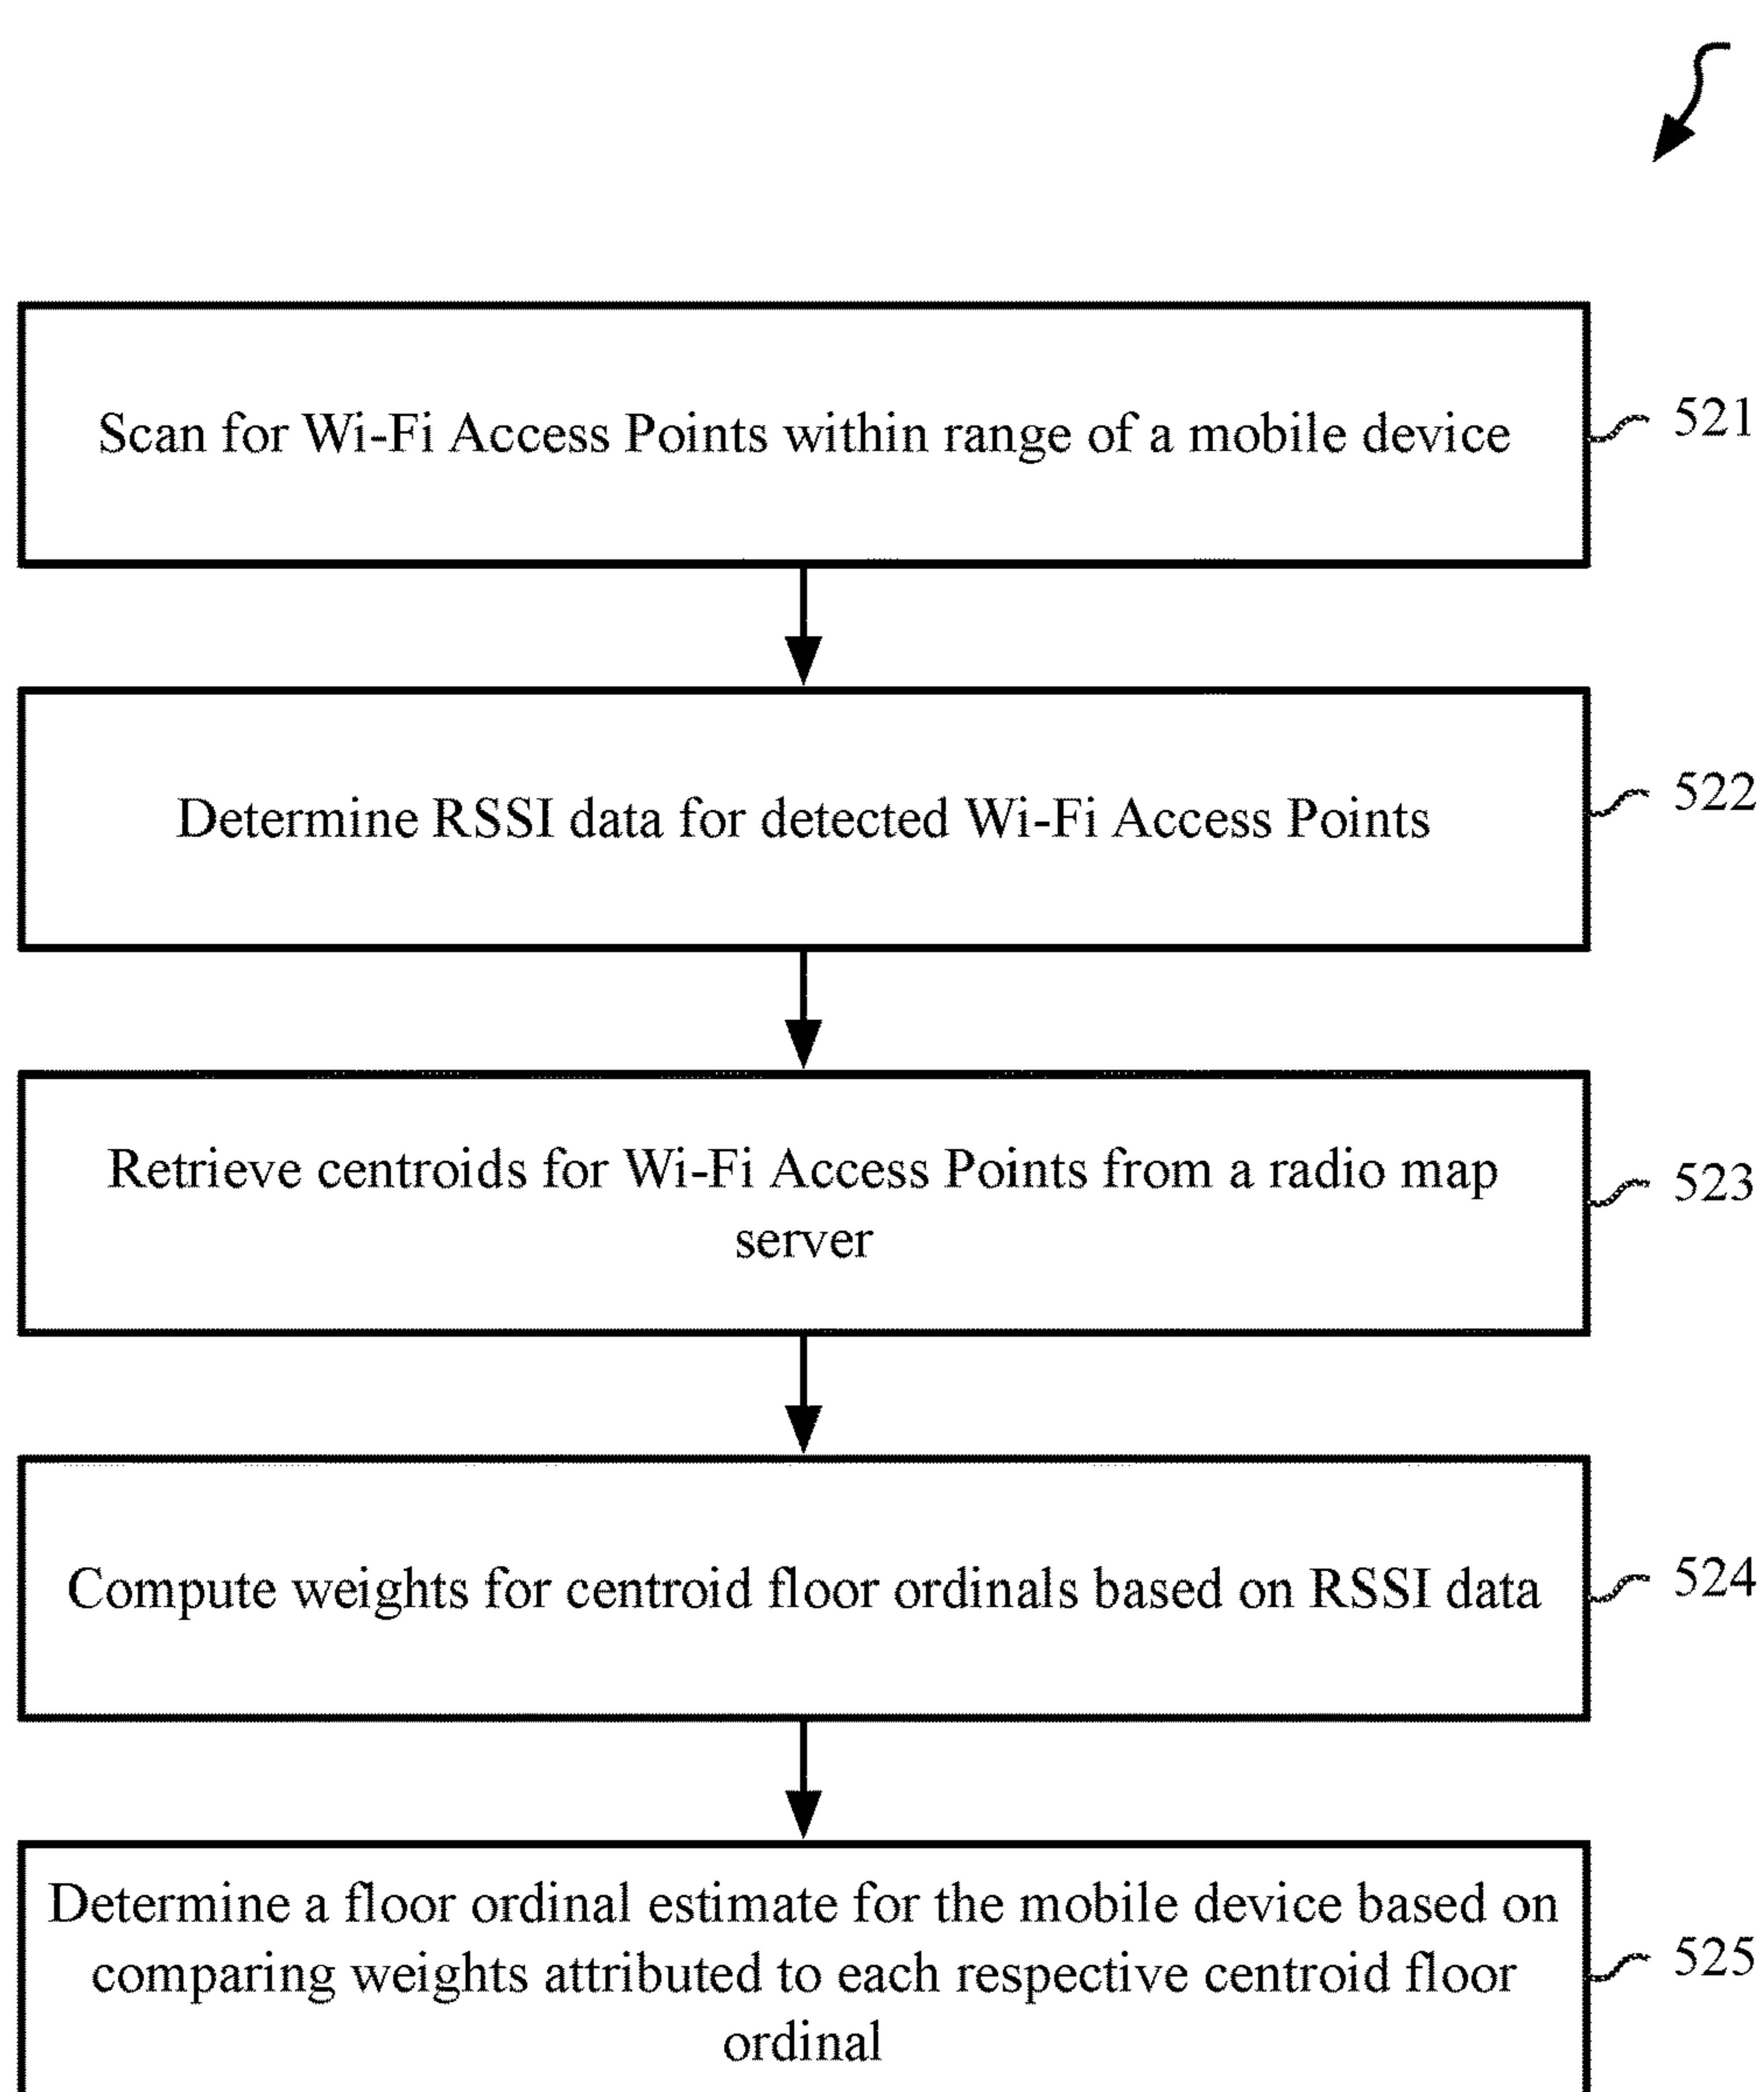 Scan for Wi-Fi Access Points within range of a mobile device
521
Determine RSSI data for detected Wi-Fi Access Points
522
Retrieve centroids for Wi-Fi Access Points from a radio map
server
523
Compute weights for centroid floor ordinals based on RSSI data
524
Determine a floor ordinal estimate for the mobile device based on
comparing weights attributed to each respective centroid floor
ordinal
525